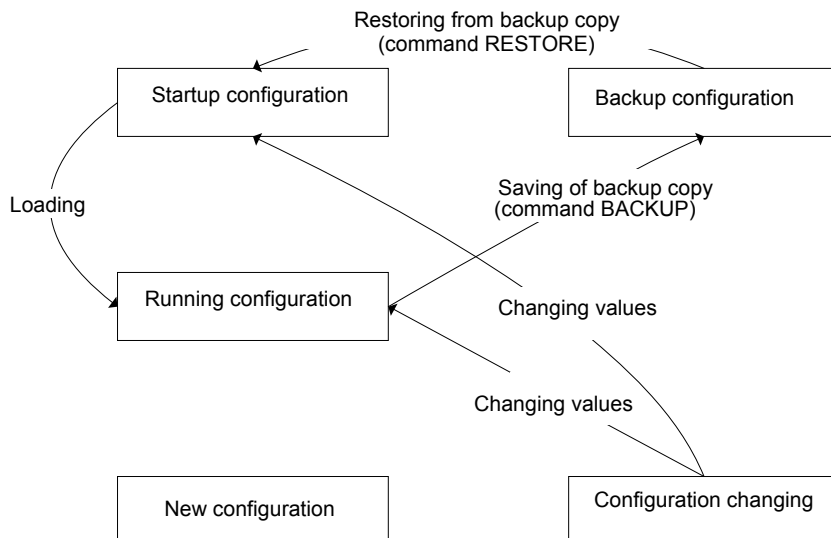 Restoring from backup copy
(command RESTORE)
Startup configuration
Backup configuration
Saving of backup copy
(command BACKUP)
Loading
Running configuration
Changing values
Changing values
New configuration
Configuration changing